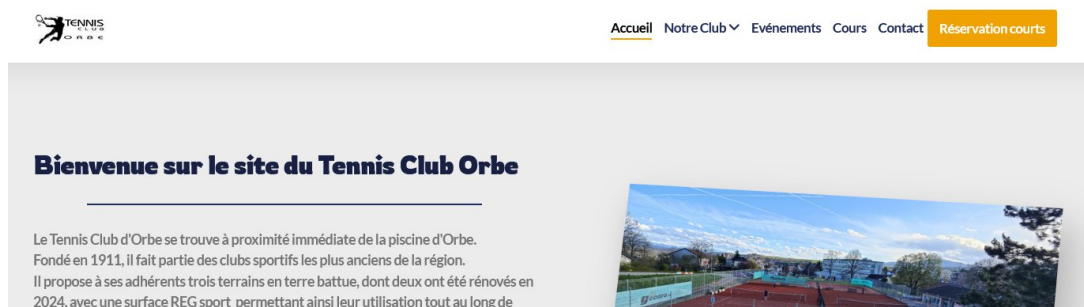 TENNIS
CLUB
ORBE
Accueil Notre Club Evénements Cours Contact Réservation courts
Bienvenue sur le site du Tennis Club Orbe
Le Tennis Club d'Orbe se trouve à proximité immédiate de la piscine d'Orbe.
Fondé en 1911, il fait partie des clubs sportifs les plus anciens de la région.
Il propose à ses adhérents trois terrains en terre battue, dont deux ont été rénovés en
2024, avec une surface REG sport permettant ainsi leur utilisation tout au long de